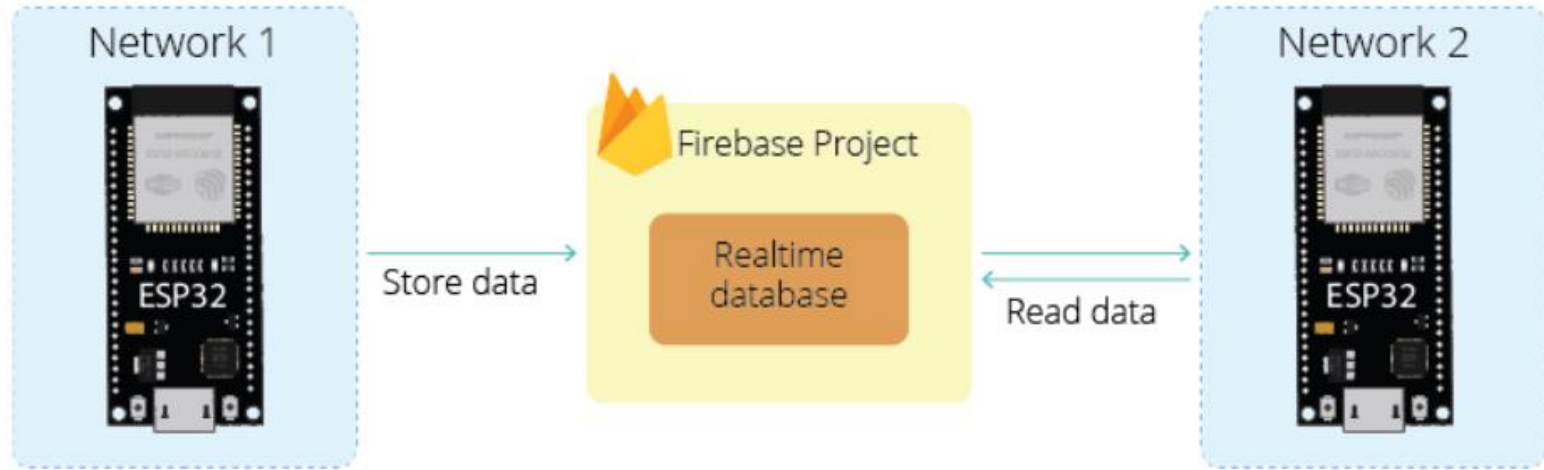 Network 1
Network 2
Firebase Project
Realtime
database
Store data
Read data
ESP32
ESP32